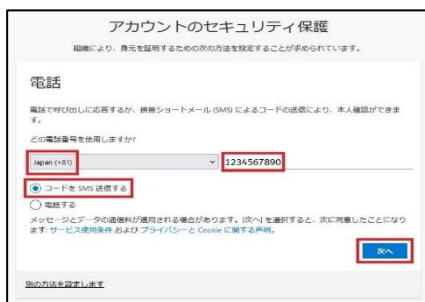 アカウントのセキュリティ保護
組織により、身元を証明するための次の方法を設定することが求められています。
電話
電話で呼び出しに応答するか、携帯ショートメール (SMS) によるコードの送信により、本人確認ができま
す。
どの電話番号を使用しますか?
Japan (+81) 1234567890
コードを SMS 送信する
電話する
メッセージとデータの通信料が適用される場合があります。[次へ] を選択すると、次に同意したことになり
ます: サービス使用条件 および プライバシーと Cookie に関する声明。
次へ
別の方法を設定します